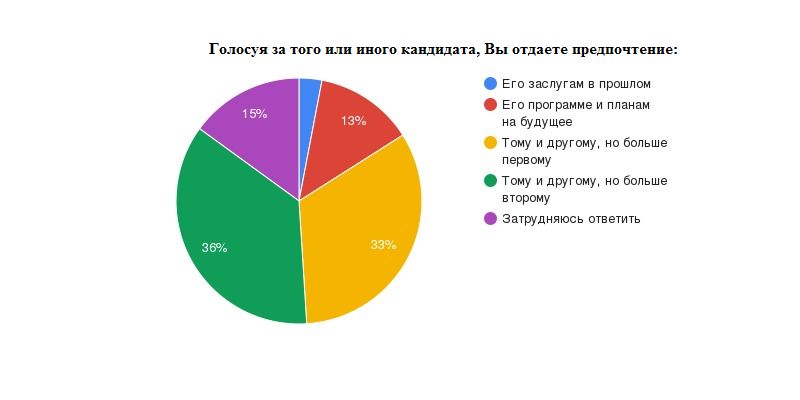 Голосуя за того или иного кандидата, Вы отдаете предпочтение:
Его заслугам в прошлом
Его программе и планам
на будущее
Тому и другому, но больше
первому
Тому и другому, но больше
второму
Затрудняюсь ответить
15%
13%
33%
36%